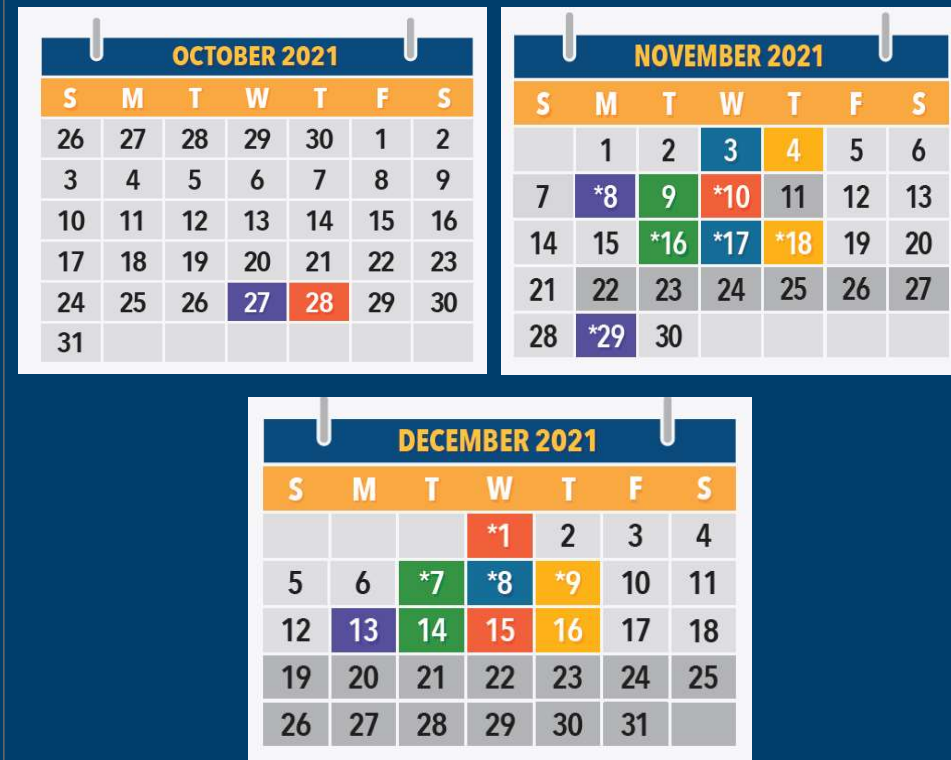 OCTOBER 2021
S M T W T F S
26 27 28 29 30 1 2
3 4 5 6 7 8 9
10 11 12 13 14 15 16
17 18 19 20 21 22 23
24 25 26 27 28 29 30
31
NOVEMBER 2021
S M T W T F S
1 2 3 4 5 6
7 *8 9 *10 11 12 13
14 15 *16 *17 *18 19 20
21 22 23 24 25 26 27
28 *29 30
DECEMBER 2021
S M T W T F S
*1 2 3 4
5 6 *7 *8 *9 10 11
12 13 14 15 16 17 18
19 20 21 22 23 24 25
26 27 28 29 30 31